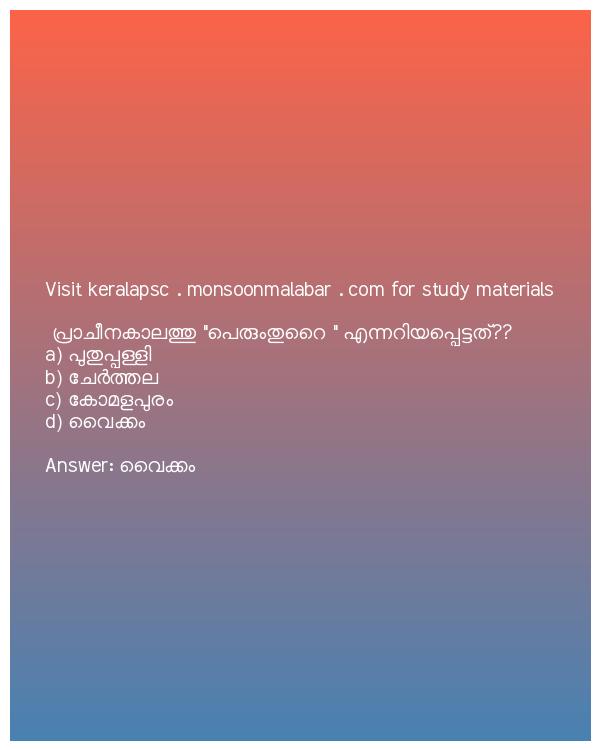 Visit keralapsc . monsoonmalabar . com for study materials
പ്രാചീനകാലത്തു "പെരുംതുറൈ " എന്നറിയപ്പെട്ടത്??
a) പുതുപ്പള്ളി
b) ചേർത്തല
c) കോമളപുരം
d) വൈക്കം
Answer: വൈക്കം